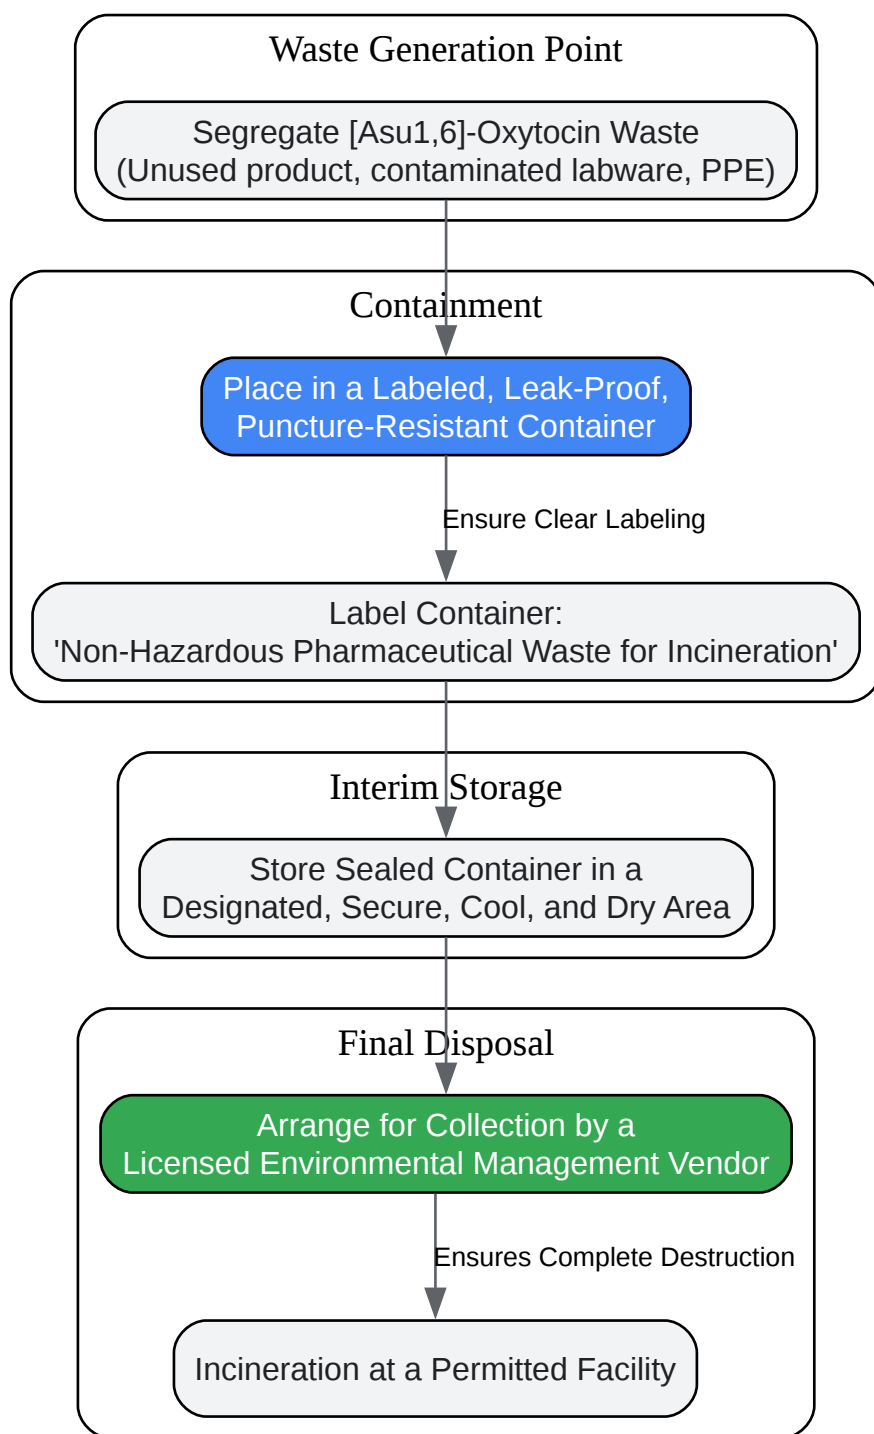 Waste Generation Point
Segregate [Asu1,6]-Oxytocin Waste
(Unused product, contaminated labware, PPE)
Containment
Place in a Labeled, Leak-Proof,
Puncture-Resistant Container
Ensure Clear Labeling
Label Container:
'Non-Hazardous Pharmaceutical Waste for Incineration'
Interim Storage
Store Sealed Container in a
Designated, Secure, Cool, and Dry Area
Final Disposal
Arrange for Collection by a
Licensed Environmental Management Vendor
Ensures Complete Destruction
Incineration at a Permitted Facility